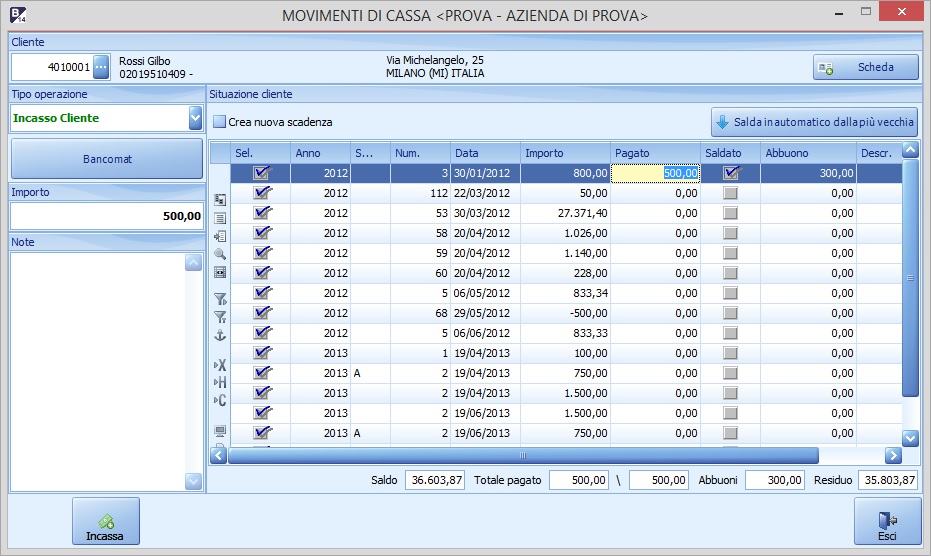 B
14
MOVIMENTI DI CASSA <PROVA - AZIENDA DI PROVA>
Cliente
4010001 ... Rossi Gilbo Via Michelangelo, 25 Scheda
02019510409 - MILANO (MI) ITALIA
Tipo operazione
Incasso Cliente
Bancomat
Importo
500,00
Note
Situazione cliente
Crea nuova scadenza Salda in automatico dalla più vecchia
Sel. Anno S... Num. Data Importo Pagato Saldato Abbuono Descr.
2012 3 30/01/2012 800,00 500,00 300,00
2012 112 22/03/2012 50,00 0,00 0,00
2012 53 30/03/2012 27.371,40 0,00 0,00
2012 58 20/04/2012 1.026,00 0,00 0,00
2012 59 20/04/2012 1.140,00 0,00 0,00
2012 60 20/04/2012 228,00 0,00 0,00
2012 5 06/05/2012 833,34 0,00 0,00
2012 68 29/05/2012 -500,00 0,00 0,00
2012 5 06/06/2012 833,33 0,00 0,00
2013 1 19/04/2013 100,00 0,00 0,00
2013 A 2 19/04/2013 750,00 0,00 0,00
2013 2 19/04/2013 1.500,00 0,00 0,00
2013 2 19/06/2013 1.500,00 0,00 0,00
2013 A 2 19/06/2013 750,00 0,00 0,00
X
H
C
Saldo 36.603,87 Totale pagato 500,00 \ 500,00 Abbuoni 300,00 Residuo 35.803,87
Incassa
Esci